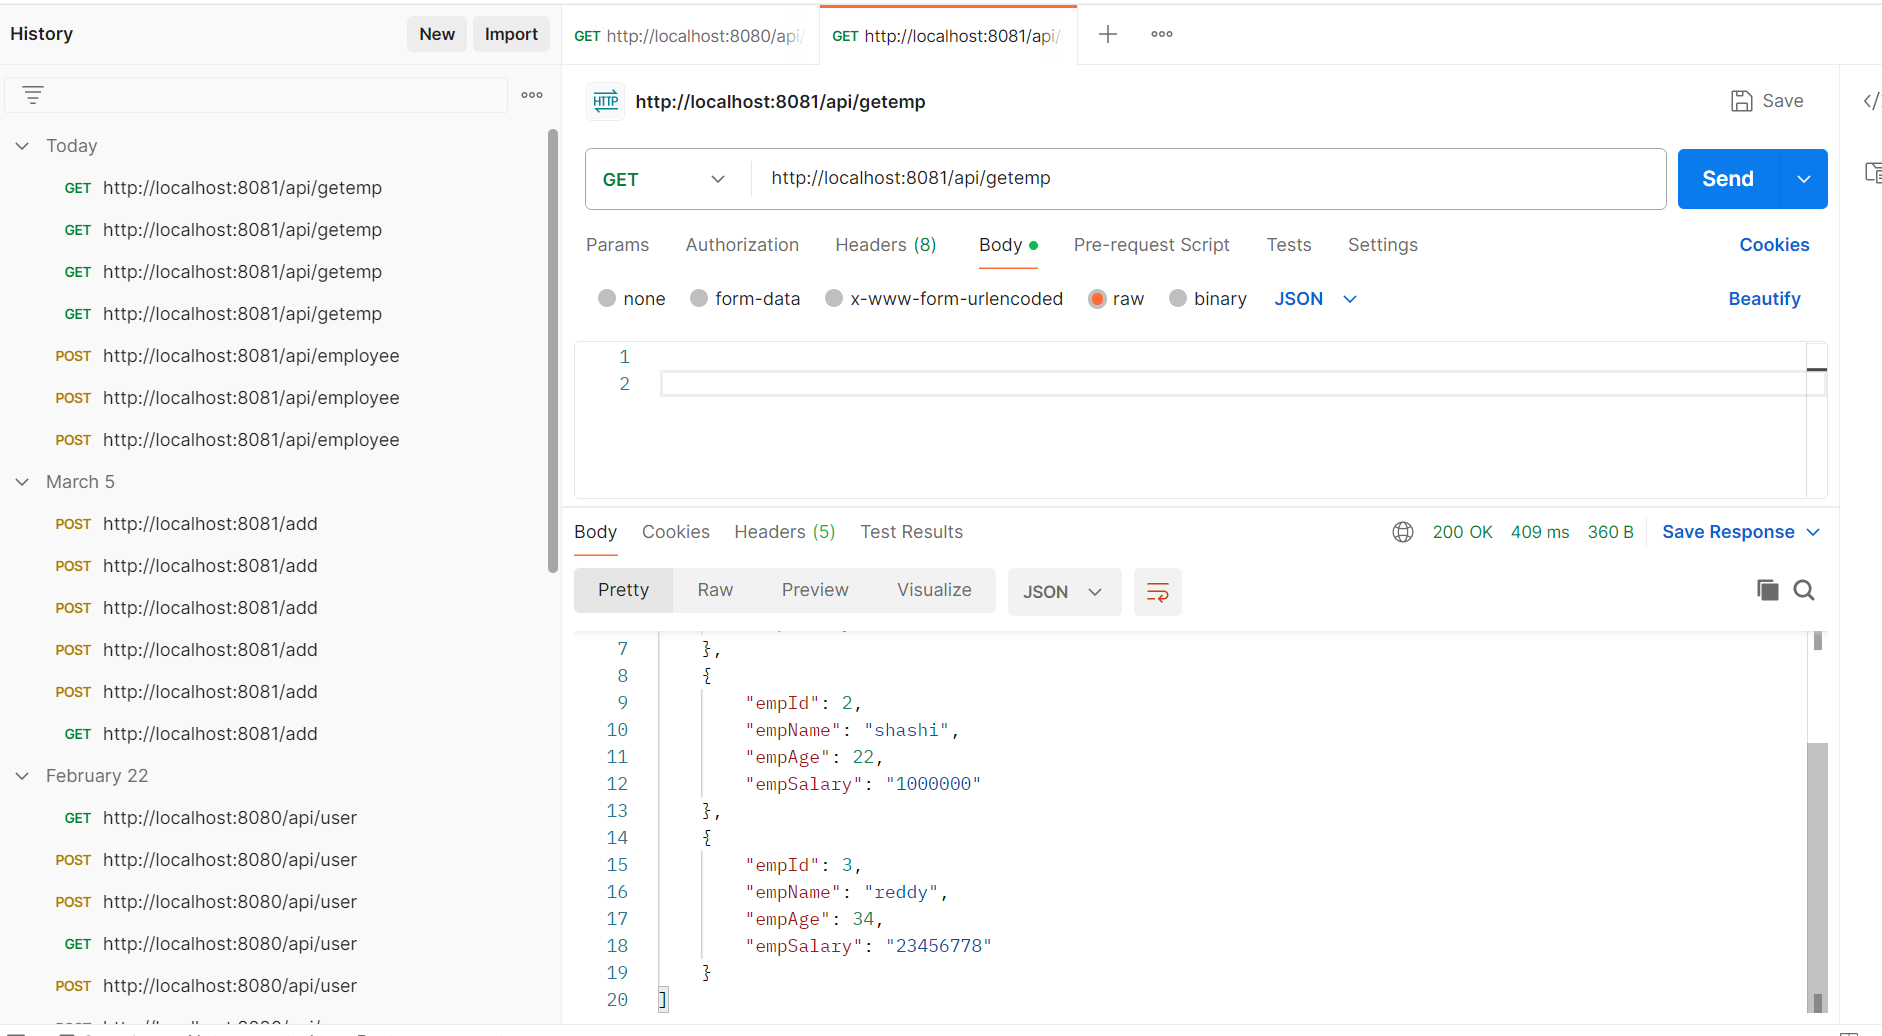 History
New
Import
GET http://localhost:8080/api/
GET http://localhost:8081/api/
HTTP http://localhost:8081/api/getemp
Save
GET
http://localhost:8081/api/getemp
Send
Params
Authorization
Headers (8)
Body
Pre-request Script
Tests
Settings
Cookies
none
form-data
x-www-form-urlencoded
raw
binary
JSON
Beautify
1
2
Today
GET http://localhost:8081/api/getemp
GET http://localhost:8081/api/getemp
GET http://localhost:8081/api/getemp
GET http://localhost:8081/api/getemp
POST http://localhost:8081/api/employee
POST http://localhost:8081/api/employee
POST http://localhost:8081/api/employee
March 5
POST http://localhost:8081/add
POST http://localhost:8081/add
POST http://localhost:8081/add
POST http://localhost:8081/add
POST http://localhost:8081/add
GET http://localhost:8081/add
February 22
GET http://localhost:8080/api/user
POST http://localhost:8080/api/user
POST http://localhost:8080/api/user
GET http://localhost:8080/api/user
POST http://localhost:8080/api/user
Body
Cookies
Headers (5)
Test Results
200 OK
409 ms
360 B
Save Response
Pretty
Raw
Preview
Visualize
JSON
7 },
8 {
9 "empId": 2,
10 "empName": "shashi",
11 "empAge": 22,
12 "empSalary": "1000000"
13 },
14 {
15 "empId": 3,
16 "empName": "reddy",
17 "empAge": 34,
18 "empSalary": "23456778"
19 }
20 ]